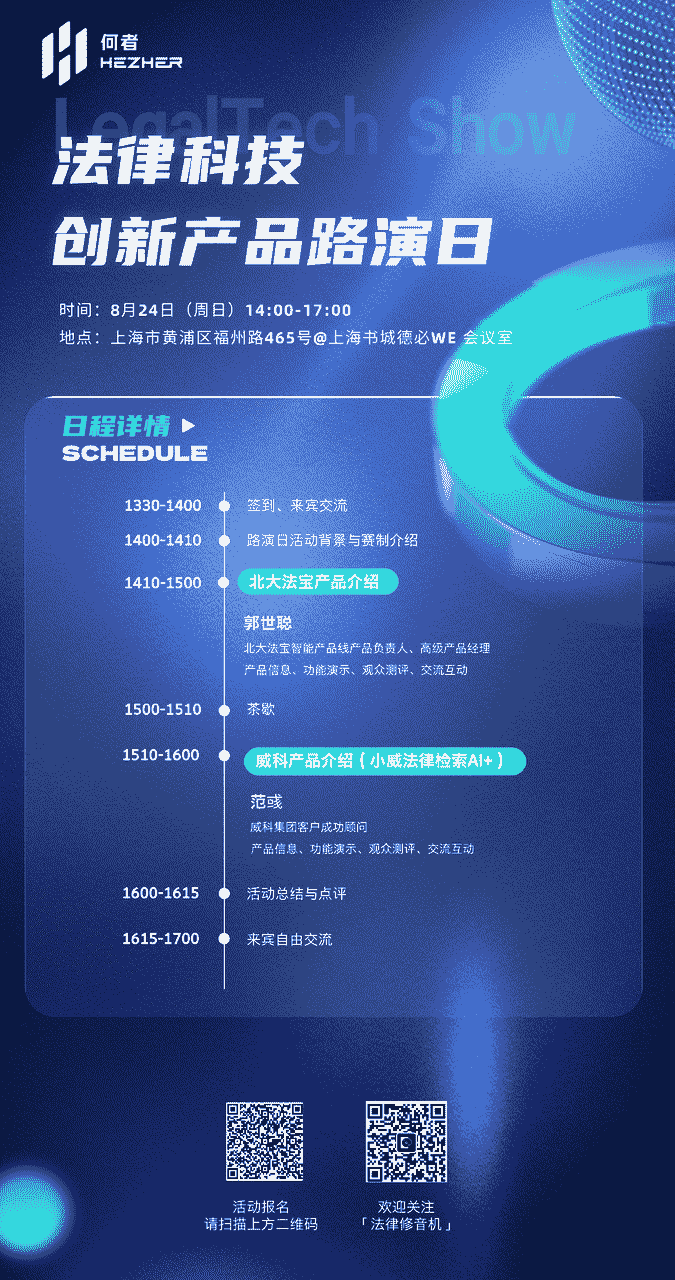 何者
HEZHER
LegalTech Show
法律科技
创新产品路演日
时间：8月24日（周日）14:00-17:00
地点：上海市黄浦区福州路465号@上海书城德必WE 会议室
日程详情
SCHEDULE
1330-1400 签到、来宾交流
1400-1410 路演日活动背景与赛制介绍
1410-1500 北大法宝产品介绍
郭世聪
北大法宝智能产品线产品负责人、高级产品经理
产品信息、功能演示、观众测评、交流互动
1500-1510 茶歇
1510-1600 威科产品介绍（小威法律检索AI+）
范彧
威科集团客户成功顾问
产品信息、功能演示、观众测评、交流互动
1600-1615 活动总结与点评
1615-1700 来宾自由交流
活动报名
请扫描上方二维码
欢迎关注
「法律修音机」